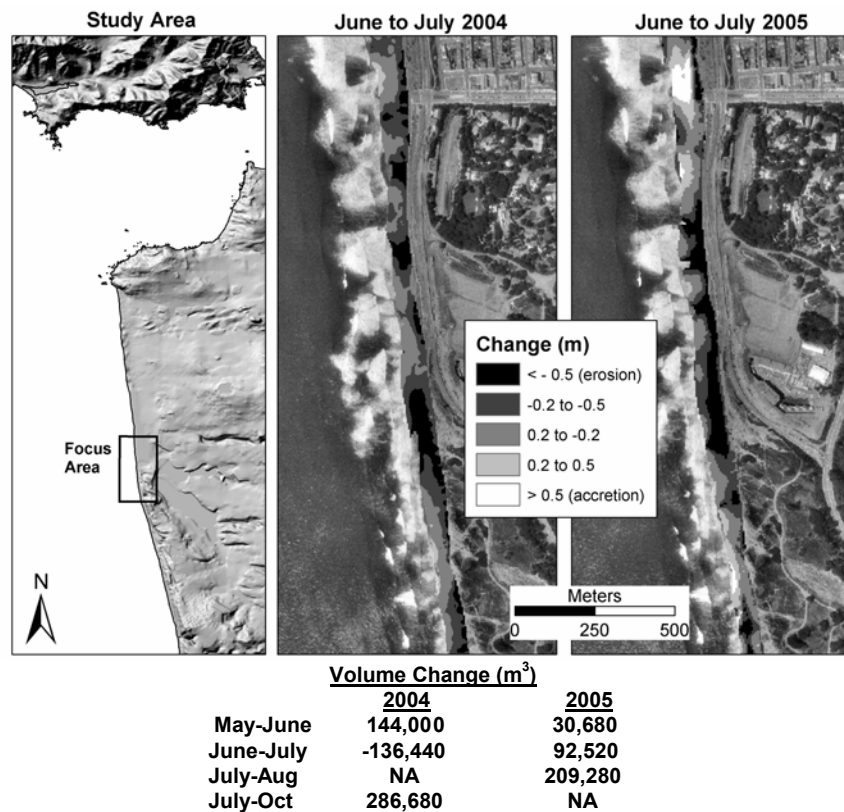 Study Area
June to July 2004
June to July 2005
Focus
Area
N
Change (m)
< - 0.5 (erosion)
-0.2 to -0.5
0.2 to -0.2
0.2 to 0.5
> 0.5 (accretion)
Meters
0 250 500
Volume Change (m³)
2004 2005
May-June 144,000 30,680
June-July -136,440 92,520
July-Aug NA 209,280
July-Oct 286,680 NA